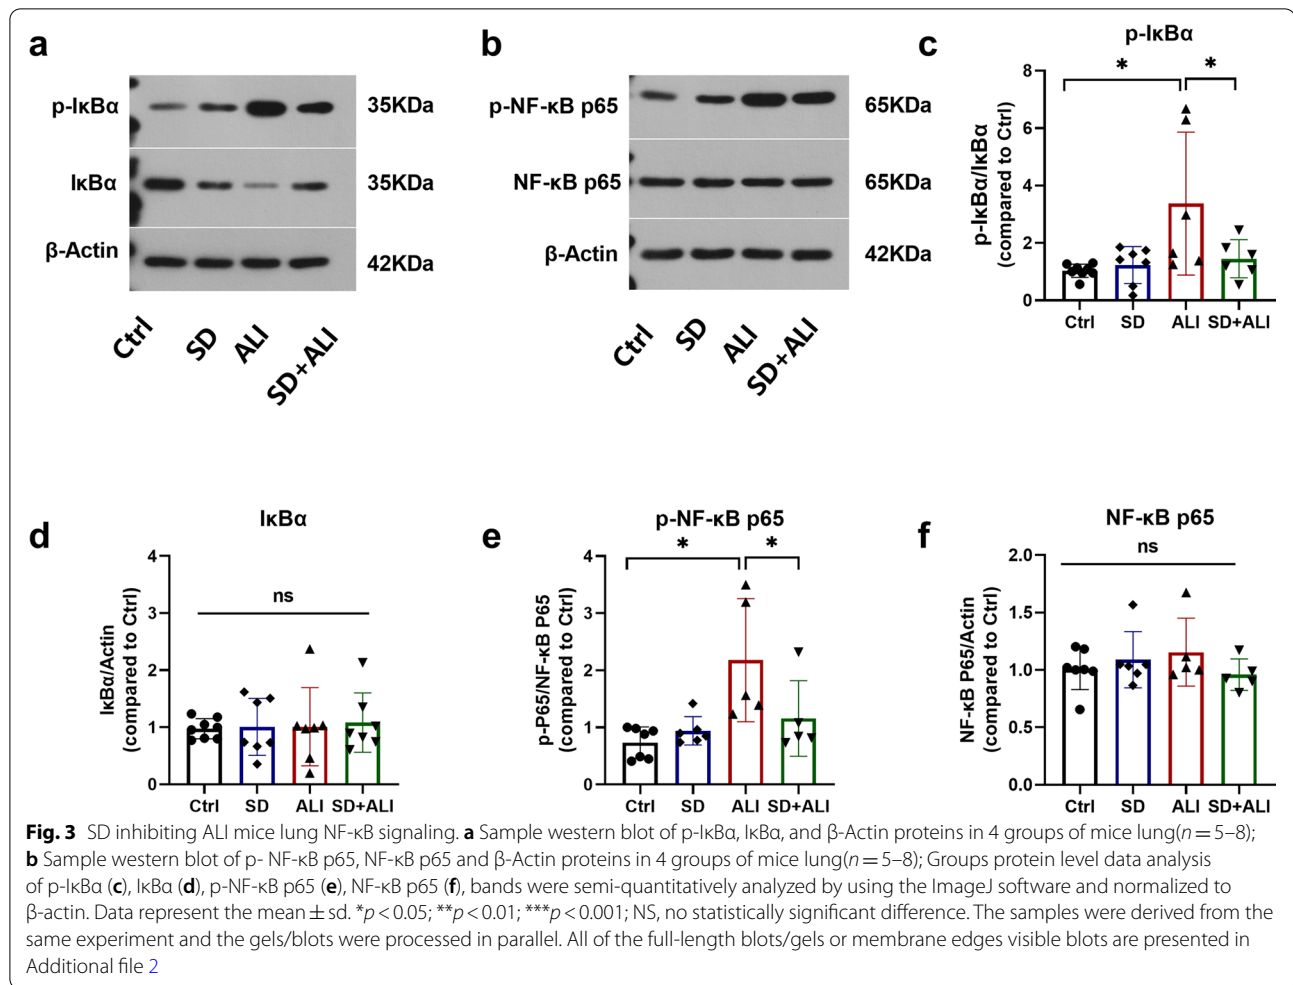 a
p-IκBα
35KDa
IκBα
35KDa
β-Actin
42KDa
Ctrl
SD
ALI
SD+ALI
b
p-NF-κB p65
65KDa
NF-κB p65
65KDa
β-Actin
42KDa
Ctrl
SD
ALI
SD+ALI
c
p-IκBα
*
*
p-IκBα/IκBα
(compared to Ctrl)
8
6
4
2
0
Ctrl SD ALI SD+ALI
d
IκBα
ns
IκBα/Actin
(compared to Ctrl)
4
3
2
1
0
Ctrl SD ALI SD+ALI
e
p-NF-κB p65
*
*
p-P65/NF-κB P65
(compared to Ctrl)
4
3
2
1
0
Ctrl SD ALI SD+ALI
f
NF-κB p65
ns
NF-κB P65/Actin
(compared to Ctrl)
2.0
1.5
1.0
0.5
0.0
Ctrl SD ALI SD+ALI
Fig. 3 SD inhibiting ALI mice lung NF-κB signaling. a Sample western blot of p-IκBα, IκBα, and β-Actin proteins in 4 groups of mice lung(n = 5–8);
b Sample western blot of p- NF-κB p65, NF-κB p65 and β-Actin proteins in 4 groups of mice lung(n = 5–8); Groups protein level data analysis
of p-IκBα (c), IκBα (d), p-NF-κB p65 (e), NF-κB p65 (f), bands were semi-quantitatively analyzed by using the ImageJ software and normalized to
β-actin. Data represent the mean ± sd. *p < 0.05; **p < 0.01; ***p < 0.001; NS, no statistically significant difference. The samples were derived from the
same experiment and the gels/blots were processed in parallel. All of the full-length blots/gels or membrane edges visible blots are presented in
Additional file 2